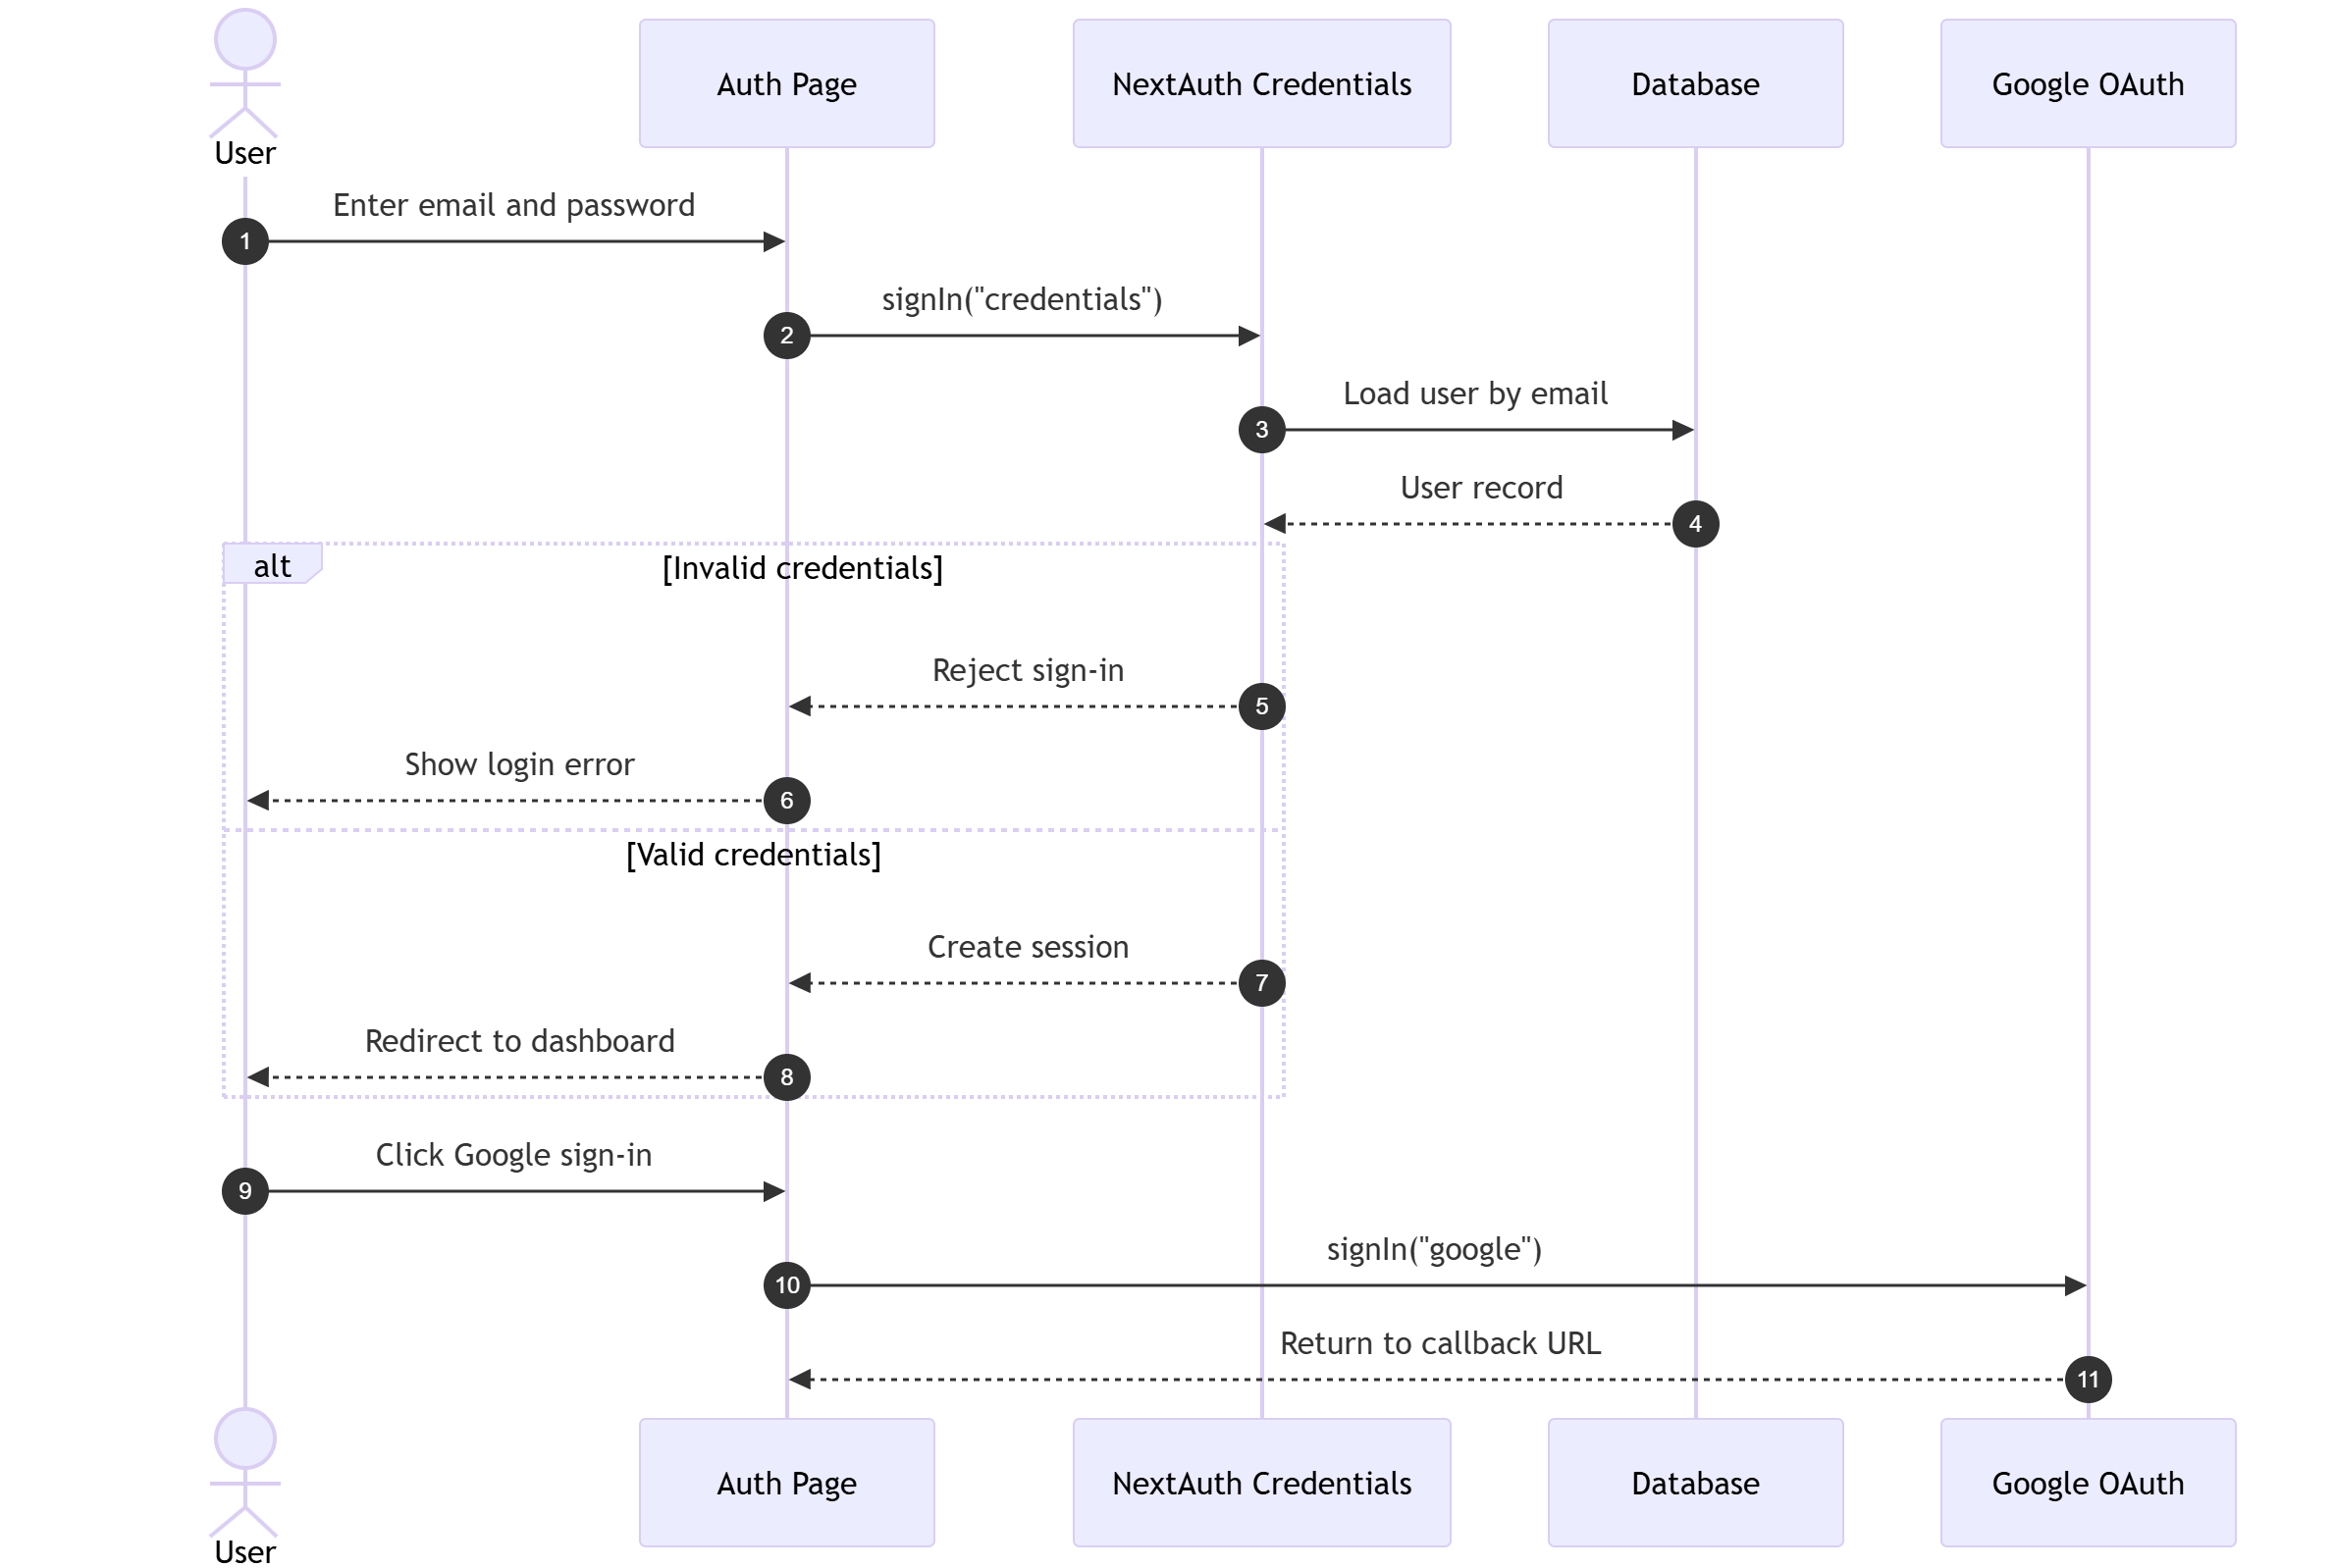 User
Auth Page
NextAuth Credentials
Database
Google OAuth
Enter email and password
1
signIn("credentials")
2
Load user by email
3
User record
4
alt
[Invalid credentials]
Reject sign-in
5
Show login error
6
[Valid credentials]
Create session
7
Redirect to dashboard
8
Click Google sign-in
9
signIn("google")
10
Return to callback URL
11
User
Auth Page
NextAuth Credentials
Database
Google OAuth